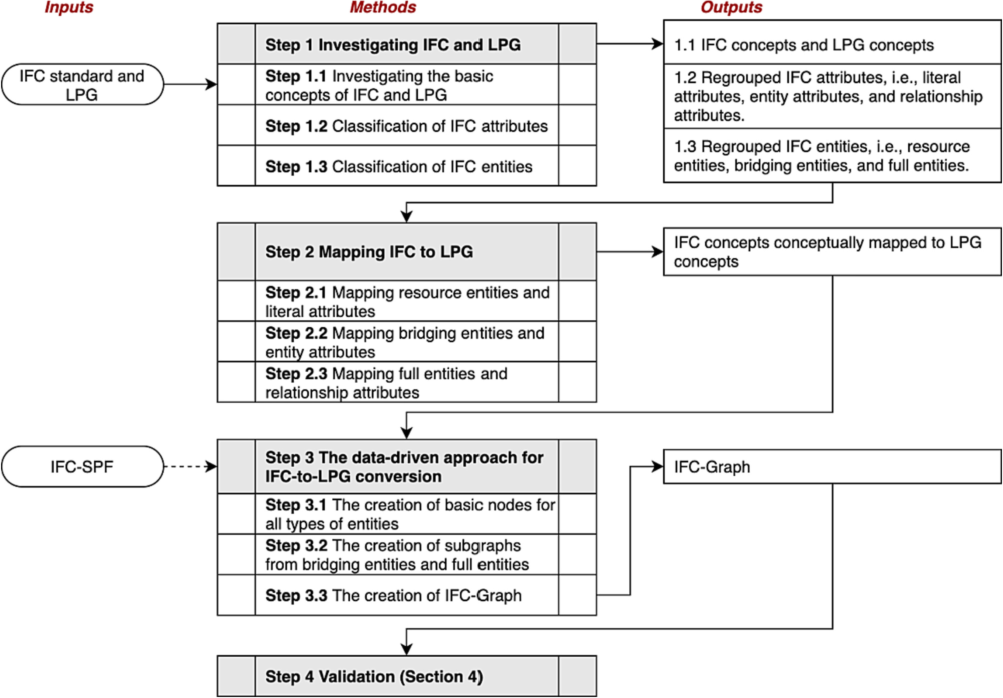 Inputs
Methods
Outputs
IFC standard and
LPG
Step 1 Investigating IFC and LPG
Step 1.1 Investigating the basic
concepts of IFC and LPG
Step 1.2 Classification of IFC attributes
Step 1.3 Classification of IFC entities
1.1 IFC concepts and LPG concepts
1.2 Regrouped IFC attributes, i.e., literal
attributes, entity attributes, and relationship
attributes.
1.3 Regrouped IFC entities, i.e., resource
entities, bridging entities, and full entities.
Step 2 Mapping IFC to LPG
Step 2.1 Mapping resource entities and
literal attributes
Step 2.2 Mapping bridging entities and
entity attributes
Step 2.3 Mapping full entities and
relationship attributes
IFC concepts conceptually mapped to LPG
concepts
IFC-SPF
Step 3 The data-driven approach for
IFC-to-LPG conversion
Step 3.1 The creation of basic nodes for
all types of entities
Step 3.2 The creation of subgraphs
from bridging entities and full entities
Step 3.3 The creation of IFC-Graph
IFC-Graph
Step 4 Validation (Section 4)